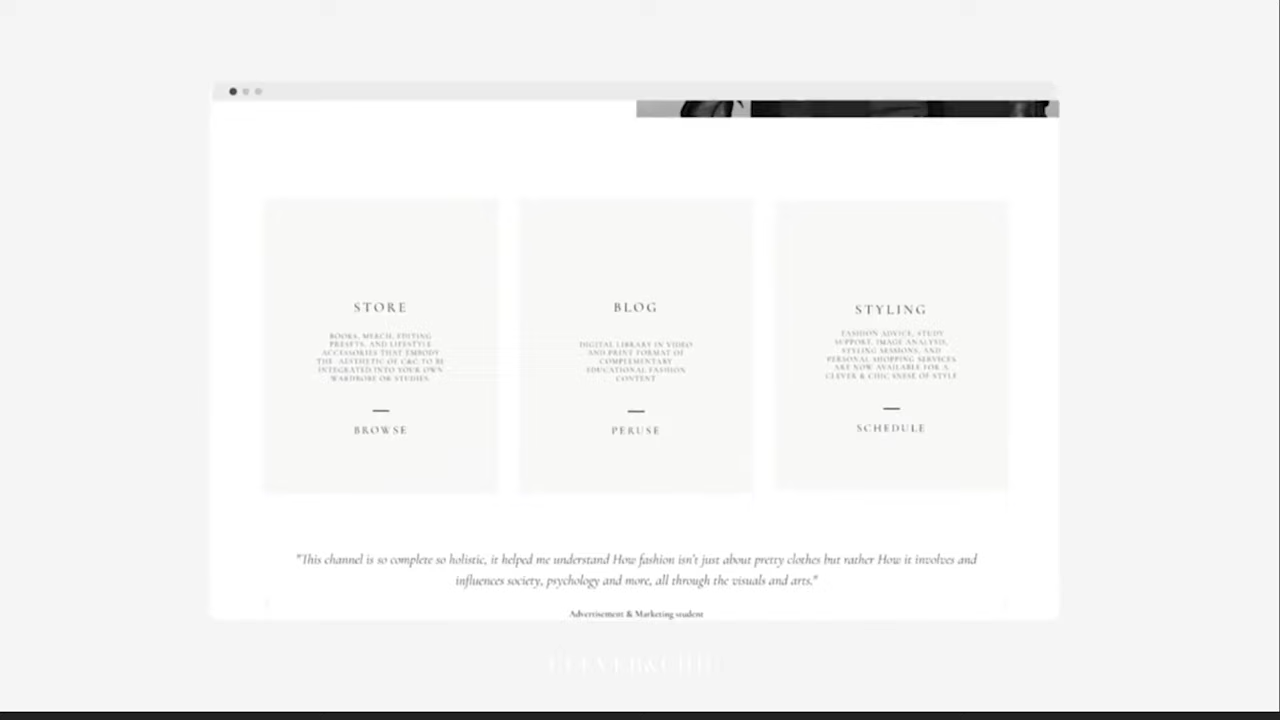 STORE
BOOKS, MERCH, EDITING
PRESETS, AND LIFESTYLE
ACCESSORIES THAT EMBODY
THE AESTHETIC OF C&C TO BE
INTEGRATED INTO YOUR OWN
WARDROBE OR STUDIES.
BROWSE
BLOG
DIGITAL LIBRARY IN VIDEO
AND PRINT FORMAT OF
COMPLEMENTARY
EDUCATIONAL FASHION
CONTENT
PERUSE
STYLING
FASHION ADVICE, STUDY
SUPPORT, IMAGE ANALYSIS,
STYLING SESSIONS, AND
PERSONAL SHOPPING SERVICES
ARE NOW AVAILABLE FOR A
CLEVER & CHIC SNESE OF STYLE
SCHEDULE
"This channel is so complete so holistic, it helped me understand How fashion isn't just about pretty clothes but rather How it involves and
influences society, psychology and more, all through the visuals and arts."
Advertisement & Marketing student
CLEVER&CHIC